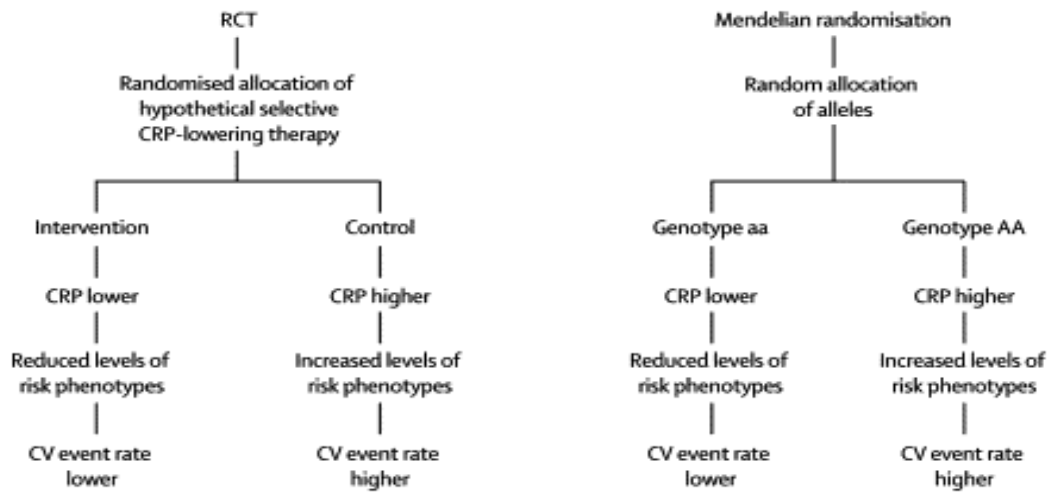 RCT
Randomised allocation of
hypothetical selective
CRP-lowering therapy
Intervention
Control
CRP lower
CRP higher
Reduced levels of
risk phenotypes
Increased levels of
risk phenotypes
CV event rate
lower
CV event rate
higher
Mendelian randomisation
Random allocation
of alleles
Genotype aa
Genotype AA
CRP lower
CRP higher
Reduced levels of
risk phenotypes
Increased levels of
risk phenotypes
CV event rate
lower
CV event rate
higher